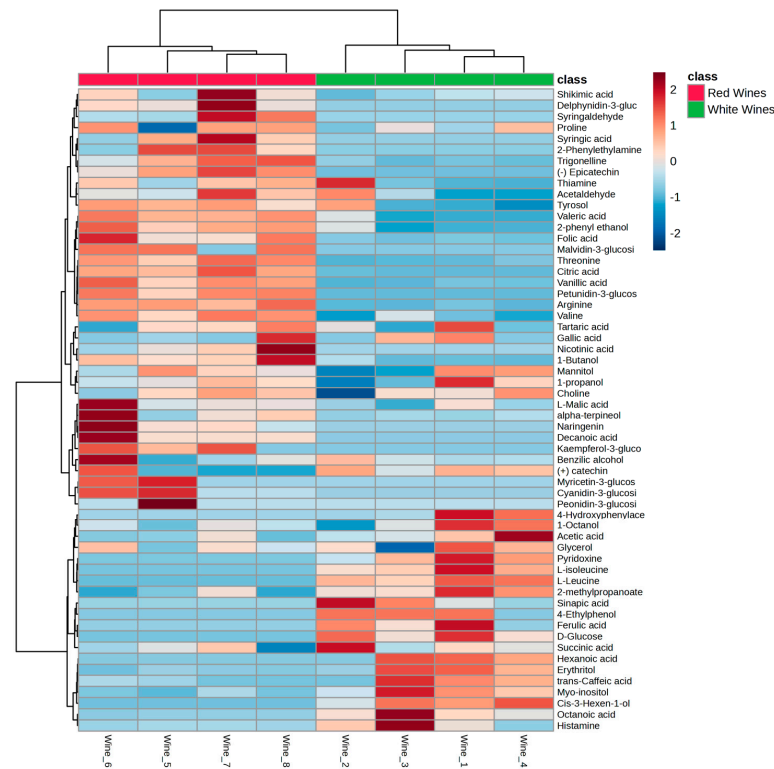 class
class
Red Wines
White Wines
2
1
0
-1
-2
Shikimic acid
Delphynidin-3-gluc
Syringaldehyde
Proline
Syringic acid
2-Phenylethylamine
Trigonelline
(-) Epicatechin
Thiamine
Acetaldehyde
Tyrosol
Valeric acid
2-phenyl ethanol
Folic acid
Malvidin-3-glucosi
Threonine
Citric acid
Vanillic acid
Petunidin-3-glucos
Arginine
Valine
Tartaric acid
Gallic acid
Nicotinic acid
1-Butanol
Mannitol
1-propanol
Choline
L-Malic acid
alpha-terpineol
Naringenin
Decanoic acid
Kaempferol-3-gluco
Benzilic alcohol
(+) catechin
Myricetin-3-glucos
Cyanidin-3-glucosi
Peonidin-3-glucosi
4-Hydroxyphenylace
1-Octanol
Acetic acid
Glycerol
Pyridoxine
L-isoleucine
L-Leucine
2-methylpropanoate
Sinapic acid
4-Ethylphenol
Ferulic acid
D-Glucose
Succinic acid
Hexanoic acid
Erythritol
trans-Caffeic acid
Myo-inositol
Cis-3-Hexen-1-ol
Octanoic acid
Histamine
Wine_6
Wine_5
Wine_7
Wine_8
Wine_2
Wine_3
Wine_1
Wine_4